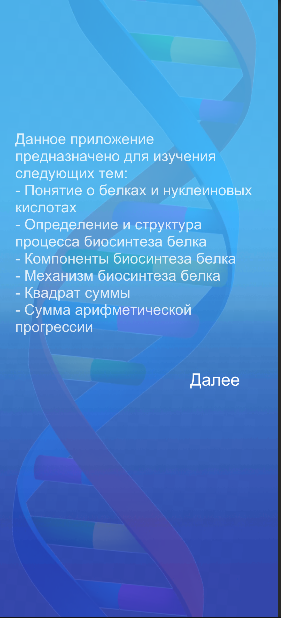 Данное приложение
предназначено для изучения
следующих тем:
- Понятие о белках и нуклеиновых
кислотах
- Определение и структура
процесса биосинтеза белка
- Компоненты биосинтеза белка
- Механизм биосинтеза белка
- Квадрат суммы
- Сумма арифметической
прогрессии
Далее